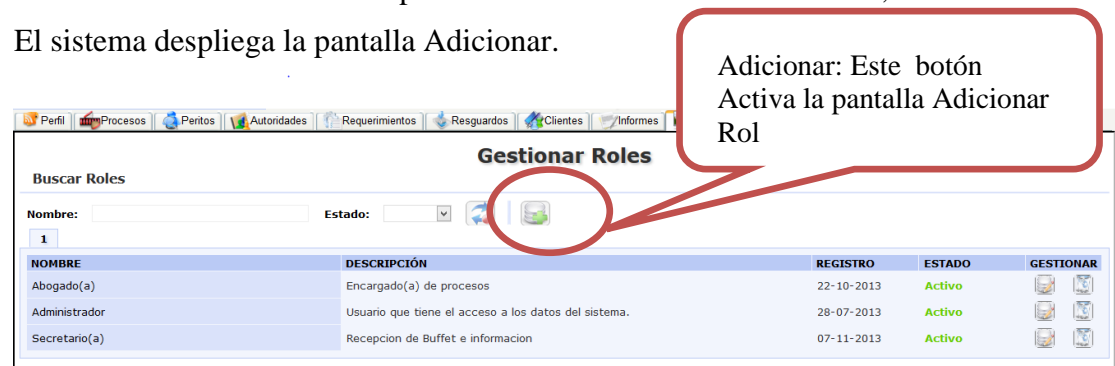 El sistema despliega la pantalla Adicionar.
Adicionar: Este botón
Activa la pantalla Adicionar
Rol
Perfil Procesos Peritos Autoridades Requerimientos Resguardos Clientes Informes
Gestionar Roles
Buscar Roles
Nombre: Estado:
1
NOMBRE DESCRIPCIÓN REGISTRO ESTADO GESTIONAR
Abogado(a) Encargado(a) de procesos 22-10-2013 Activo
Administrador Usuario que tiene el acceso a los datos del sistema. 28-07-2013 Activo
Secretario(a) Recepcion de Buffet e informacion 07-11-2013 Activo